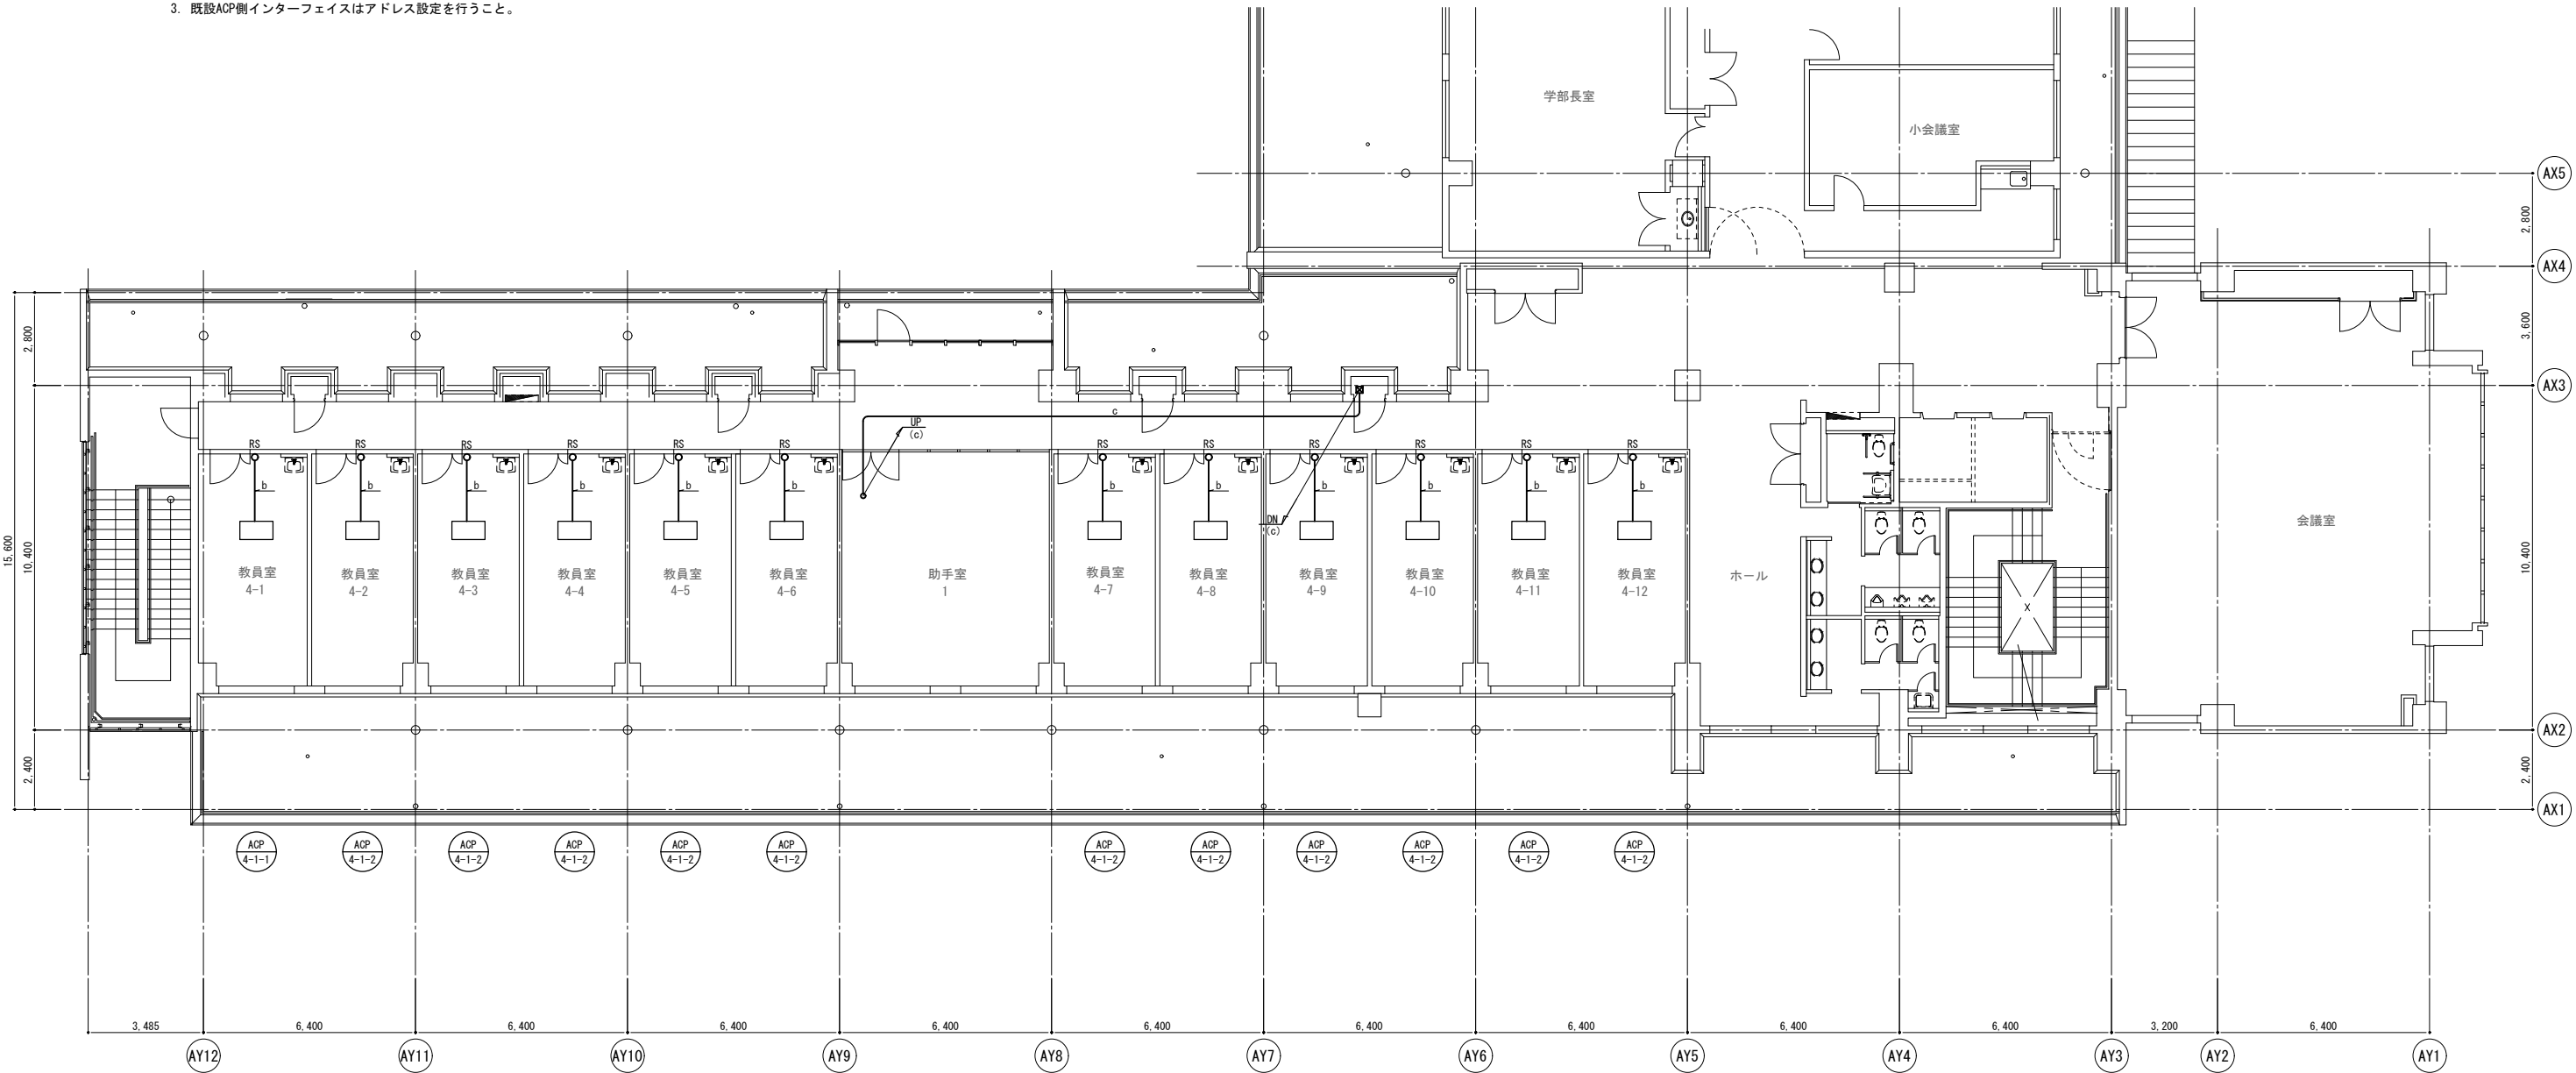 3. 既設ACP側インターフェイスはアドレス設定を行うこと。
学部長室
小会議室
AX5
2,800
AX4
3,600
AX3
10,400
AX2
2,400
AX1
2,800
15,600
10,400
2,400
c
UP
(c)
DN
(c)
RS
RS
RS
RS
RS
RS
RS
RS
RS
RS
RS
RS
b
b
b
b
b
b
b
b
b
b
b
b
教員室
4-1
教員室
4-2
教員室
4-3
教員室
4-4
教員室
4-5
教員室
4-6
助手室
1
教員室
4-7
教員室
4-8
教員室
4-9
教員室
4-10
教員室
4-11
教員室
4-12
ホール
X
会議室
ACP
4-1-1
ACP
4-1-2
ACP
4-1-2
ACP
4-1-2
ACP
4-1-2
ACP
4-1-2
ACP
4-1-2
ACP
4-1-2
ACP
4-1-2
ACP
4-1-2
ACP
4-1-2
ACP
4-1-2
3,485
6,400
6,400
6,400
6,400
6,400
6,400
6,400
6,400
6,400
3,200
6,400
AY12
AY11
AY10
AY9
AY8
AY7
AY6
AY5
AY4
AY3
AY2
AY1